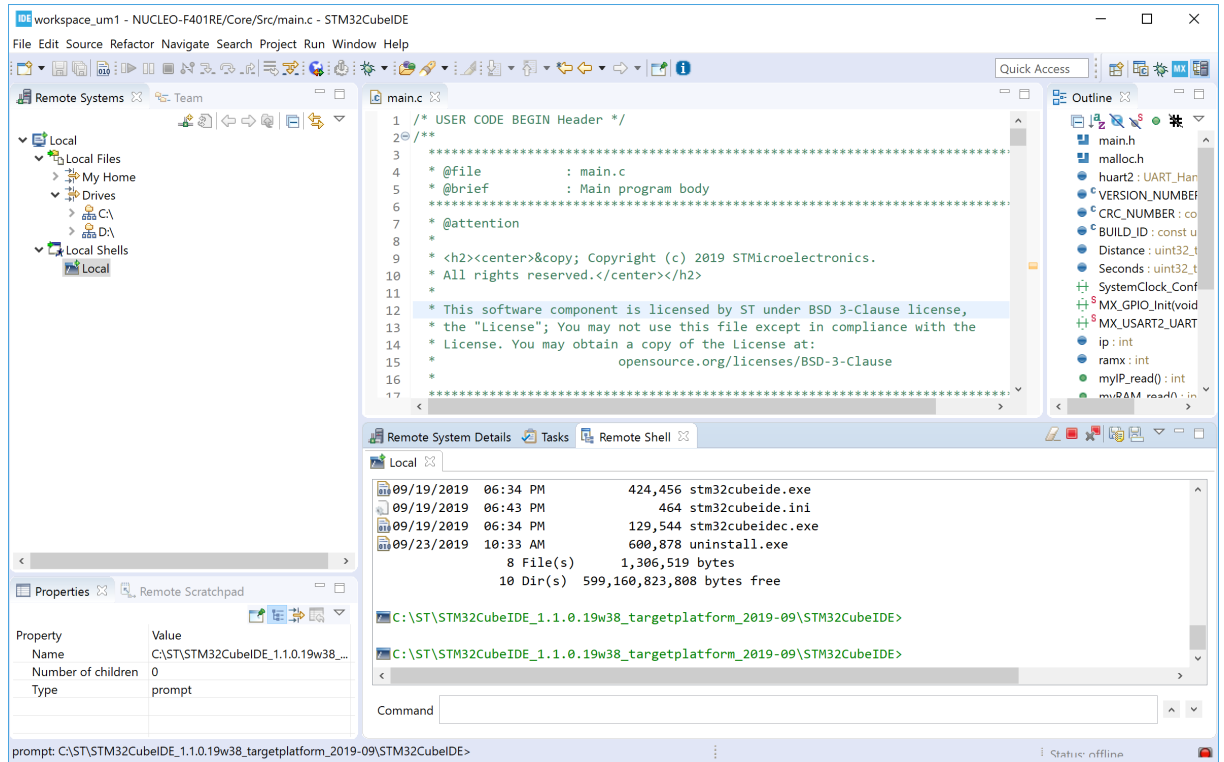 IDE workspace_um1 - NUCLEO-F401RE/Core/Src/main.c - STM32CubeIDE
File Edit Source Refactor Navigate Search Project Run Window Help
Quick Access
MX
Remote Systems
Team
Local
Local Files
My Home
Drives
C:\
D:\
Local Shells
Local
main.c
1 /* USER CODE BEGIN Header */
2 /**
3 ******************************************************************************
4 * @file : main.c
5 * @brief : Main program body
6 ******************************************************************************
7 * @attention
8 *
9 * <h2><center>&copy; Copyright (c) 2019 STMicroelectronics.
10 * All rights reserved.</center></h2>
11 *
12 * This software component is licensed by ST under BSD 3-Clause license,
13 * the "License"; You may not use this file except in compliance with the
14 * License. You may obtain a copy of the License at:
15 * opensource.org/licenses/BSD-3-Clause
16 *
17 ******************************************************************************
Outline
main.h
malloc.h
huart2 : UART_Han
VERSION_NUMBER
CRC_NUMBER : co
BUILD_ID : const u
Distance : uint32_t
Seconds : uint32_t
SystemClock_Conf
MX_GPIO_Init(void
MX_USART2_UART
ip : int
ramx : int
myIP_read() : int
myRAM_read() : in
Remote System Details
Tasks
Remote Shell
Local
09/19/2019 06:34 PM 424,456 stm32cubeide.exe
09/19/2019 06:43 PM 464 stm32cubeide.ini
09/19/2019 06:34 PM 129,544 stm32cubeidec.exe
09/23/2019 10:33 AM 600,878 uninstall.exe
8 File(s) 1,306,519 bytes
10 Dir(s) 599,160,823,808 bytes free
C:\ST\STM32CubeIDE_1.1.0.19w38_targetplatform_2019-09\STM32CubeIDE>
C:\ST\STM32CubeIDE_1.1.0.19w38_targetplatform_2019-09\STM32CubeIDE>
Command
Properties
Remote Scratchpad
Property Value
Name C:\ST\STM32CubeIDE_1.1.0.19w38_...
Number of children 0
Type prompt
prompt: C:\ST\STM32CubeIDE_1.1.0.19w38_targetplatform_2019-09\STM32CubeIDE>
Status: offline